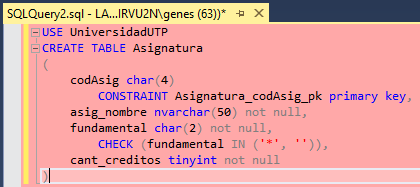 SQLQuery2.sql - LA...IRVU2N\genes (63))*
USE UniversidadUTP
CREATE TABLE Asignatura
(
codAsig char(4)
CONSTRAINT Asignatura_codAsig_pk primary key,
asig_nombre nvarchar(50) not null,
fundamental char(2) not null,
CHECK (fundamental IN ('*', '')),
cant_creditos tinyint not null
)